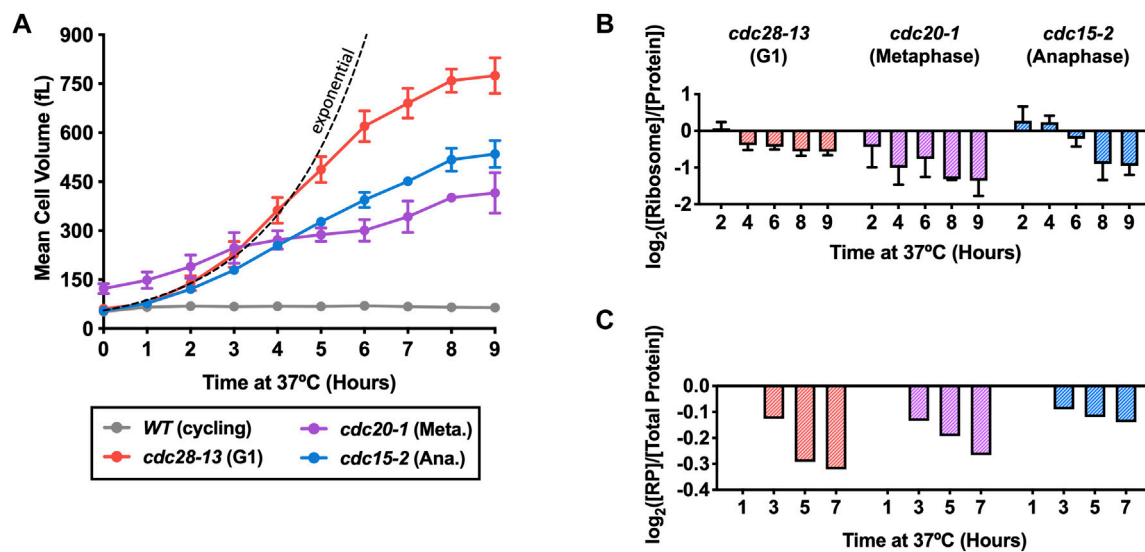 A
Mean Cell Volume (fL)
900
750
600
450
300
150
0
exponential
0 1 2 3 4 5 6 7 8 9
Time at 37ºC (Hours)
WT (cycling)
cdc20-1 (Meta.)
cdc28-13 (G1)
cdc15-2 (Ana.)
B
cdc28-13
(G1)
cdc20-1
(Metaphase)
cdc15-2
(Anaphase)
log2([Ribosome]/[Protein])
1
0
-1
-2
2 4 6 8 9 2 4 6 8 9 2 4 6 8 9
Time at 37ºC (Hours)
C
log2([RP]/[Total Protein])
0.0
-0.1
-0.2
-0.3
-0.4
1 3 5 7 1 3 5 7 1 3 5 7
Time at 37ºC (Hours)